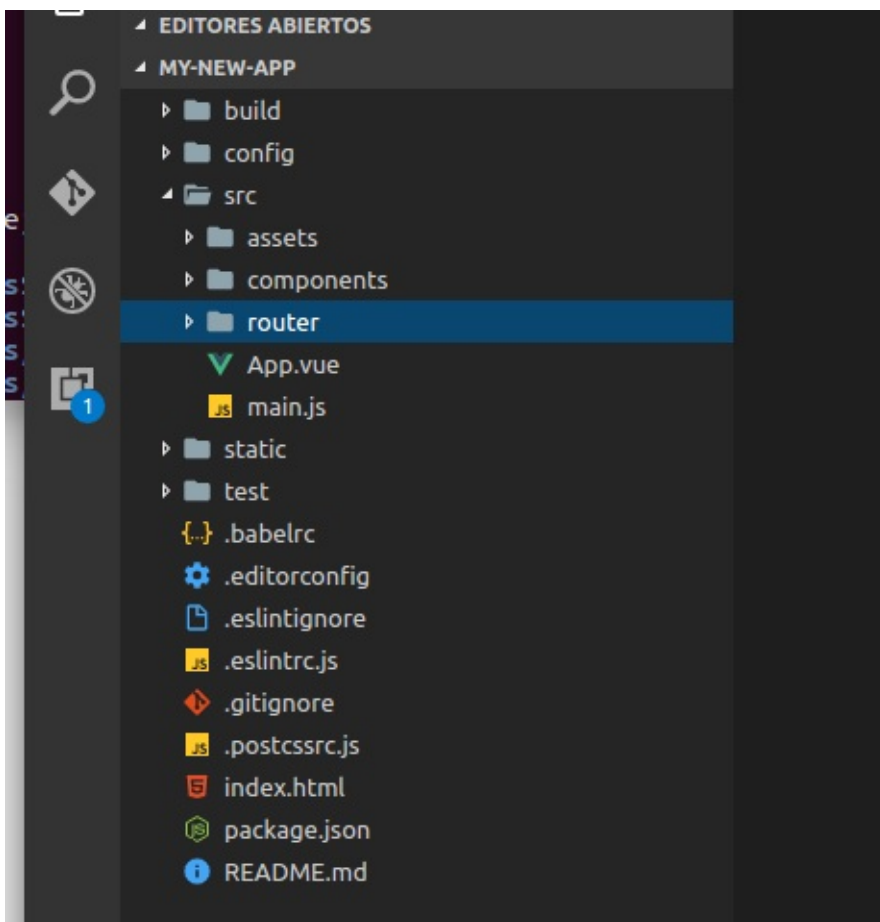 EDITORES ABIERTOS
MY-NEW-APP
build
config
src
assets
components
router
App.vue
main.js
static
test
.babelrc
.editorconfig
.eslintignore
.eslintrc.js
.gitignore
.postcssrc.js
index.html
package.json
README.md
1